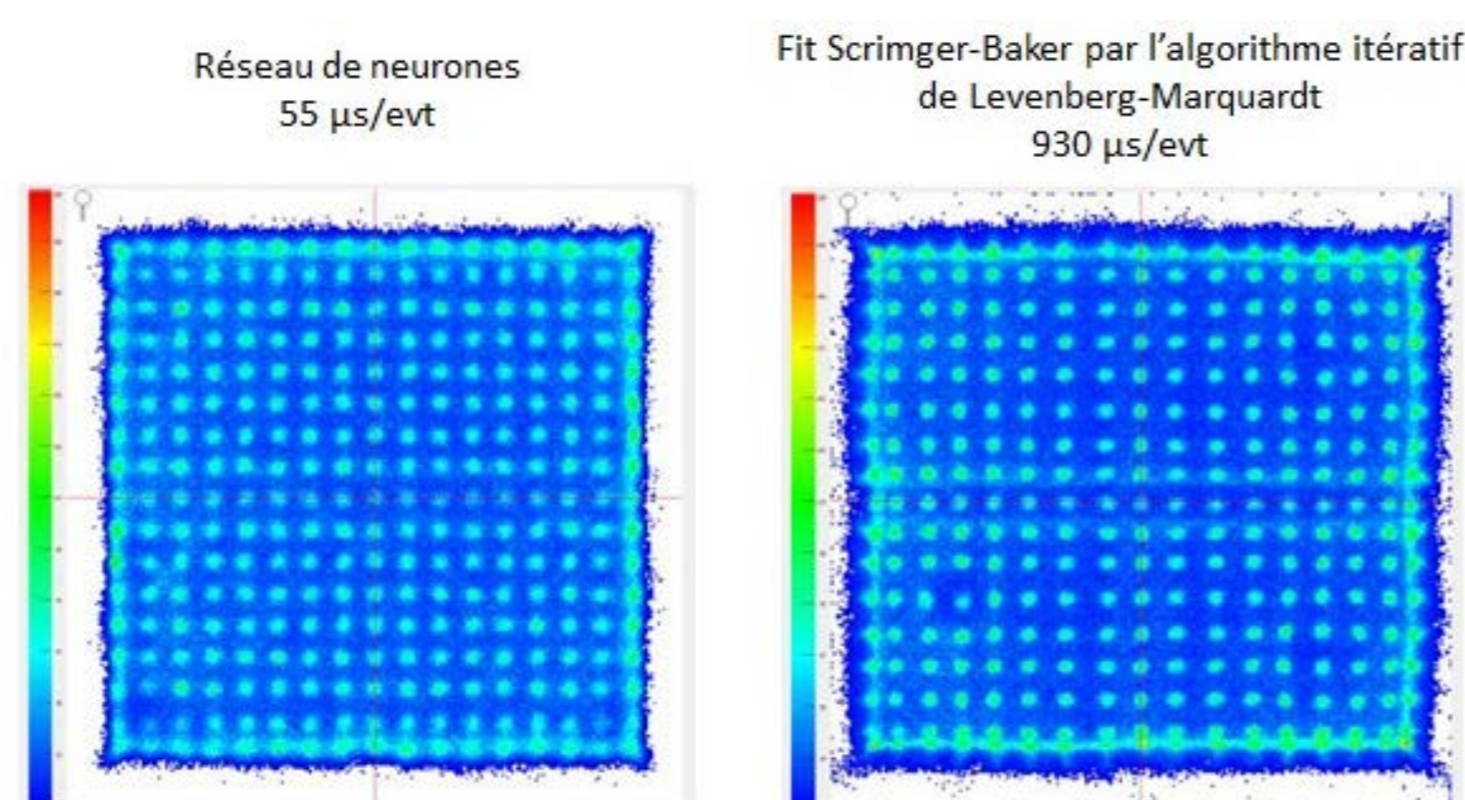 Réseau de neurones
55 µs/evt
Fit Scrimger-Baker par l’algorithme itératif
de Levenberg-Marquardt
930 µs/evt